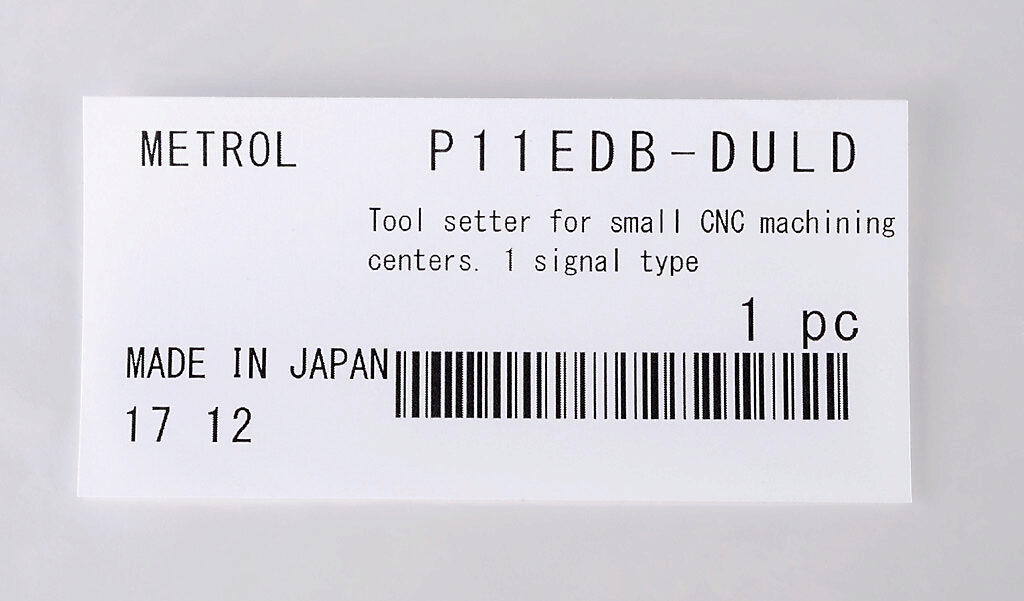 METROL P11EDB-DULD
Tool setter for small CNC machining
centers. 1 signal type
1 pc
MADE IN JAPAN
17 12